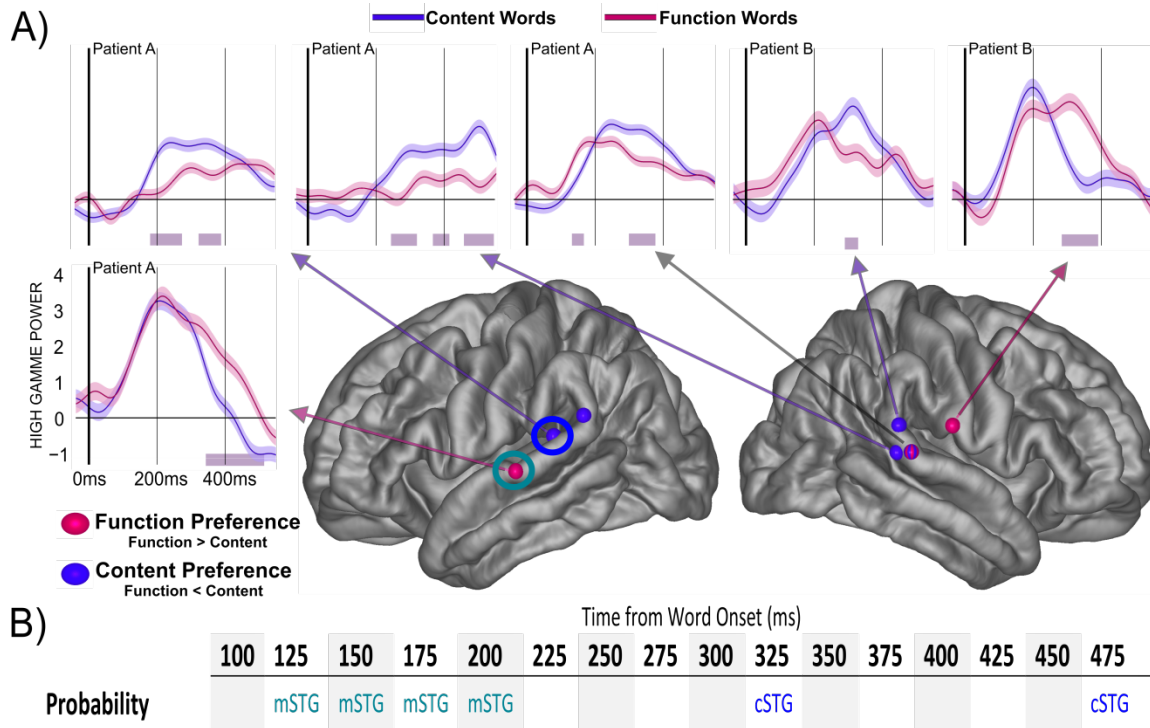 A)
Content Words
Function Words
Patient A
Patient A
Patient A
Patient B
Patient B
Patient A
HIGH GAMME POWER
4
3
2
1
0
−1
0ms 200ms 400ms
Function Preference
Function > Content
Content Preference
Function < Content
B)
Time from Word Onset (ms)
100 125 150 175 200 225 250 275 300 325 350 375 400 425 450 475
Probability mSTG mSTG mSTG mSTG cSTG cSTG